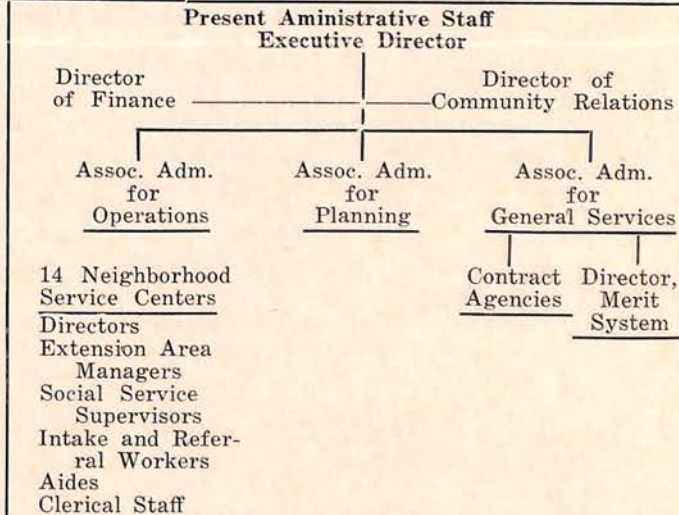 Present Aministrative Staff
Executive Director
Director
of Finance
Director of
Community Relations
Assoc. Adm.
for
Operations
Assoc. Adm.
for
Planning
Assoc. Adm.
for
General Services
14 Neighborhood
Service Centers
Directors
Extension Area
Managers
Social Service
Supervisors
Intake and Refer-
ral Workers
Aides
Clerical Staff
Contract
Agencies
Director,
Merit
System